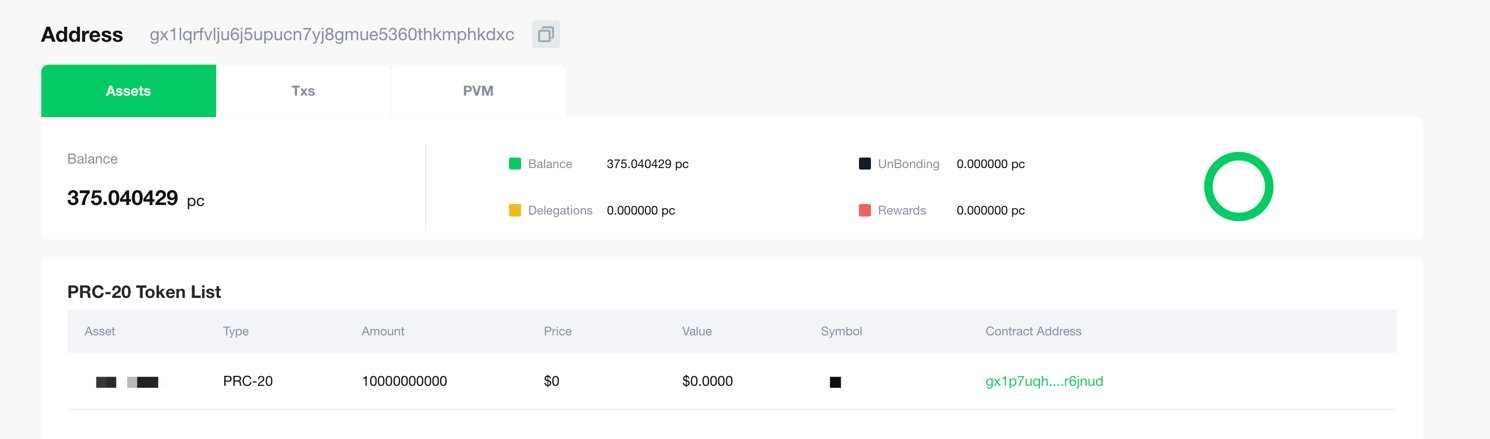 Address gx1lqrfvlju6j5upucn7yj8gmue5360thkmphkdxc
Assets Txs PVM
Balance
375.040429 pc
Balance 375.040429 pc UnBonding 0.000000 pc
Delegations 0.000000 pc Rewards 0.000000 pc
PRC-20 Token List
Asset Type Amount Price Value Symbol Contract Address
PRC-20 10000000000 $0 $0.0000 gx1p7uqh....r6jnud